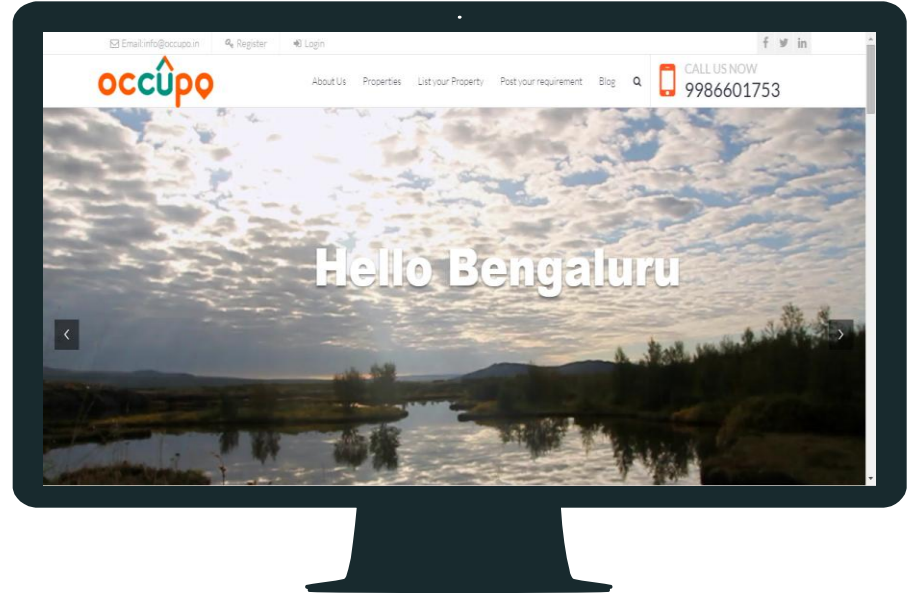 Email:info@occupo.in Register Login
occupo
About Us Properties List your Property Post your requirement Blog
CALL US NOW
9986601753
Hello Bengaluru